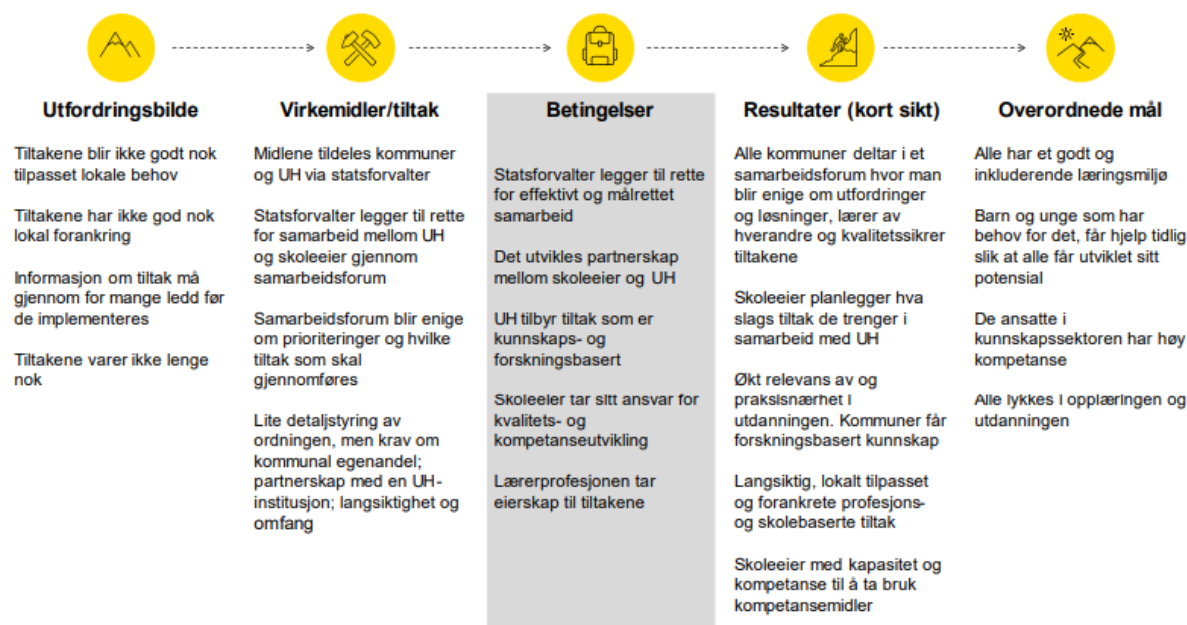 Utfordringsbilde
Tiltakene blir ikke godt nok
tilpasset lokale behov
Tiltakene har ikke god nok
lokal forankring
Informasjon om tiltak må
gjennom for mange ledd før
de implementeres
Tiltakene varer ikke lenge
nok
Virkemidler/tiltak
Midlene tildeles kommuner
og UH via statsforvalter
Statsforvalter legger til rette
for samarbeid mellom UH
og skoleeier gjennom
samarbeidsforum
Samarbeidsforum blir enige
om prioriteringer og hvilke
tiltak som skal
gjennomføres
Lite detaljstyring av
ordningen, men krav om
kommunal egenandel;
partnerskap med en UH-
institusjon; langsiktighet og
omfang
Betingelser
Statsforvalter legger til rette
for effektivt og målrettet
samarbeid
Det utvikles partnerskap
mellom skoleeier og UH
UH tilbyr tiltak som er
kunnskaps- og
forskningsbasert
Skoleeier tar sitt ansvar for
kvalitets- og
kompetanseutvikling
Lærerprofesjonen tar
eierskap til tiltakene
Resultater (kort sikt)
Alle kommuner deltar i et
samarbeidsforum hvor man
blir enige om utfordringer
og løsninger, lærer av
hverandre og kvalitetssikrer
tiltakene
Skoleeier planlegger hva
slags tiltak de trenger i
samarbeid med UH
Økt relevans av og
praksisnærhet i
utdanningen. Kommuner får
forskningsbasert kunnskap
Langsiktig, lokalt tilpasset
og forankrete profesjons-
og skolebaserte tiltak
Skoleeier med kapasitet og
kompetanse til å ta bruk
kompetansemidler
Overordnede mål
Alle har et godt og
inkluderende læringsmiljø
Barn og unge som har
behov for det, får hjelp tidlig
slik at alle får utviklet sitt
potensial
De ansatte i
kunnskapssektoren har høy
kompetanse
Alle lykkes i opplæringen og
utdanningen